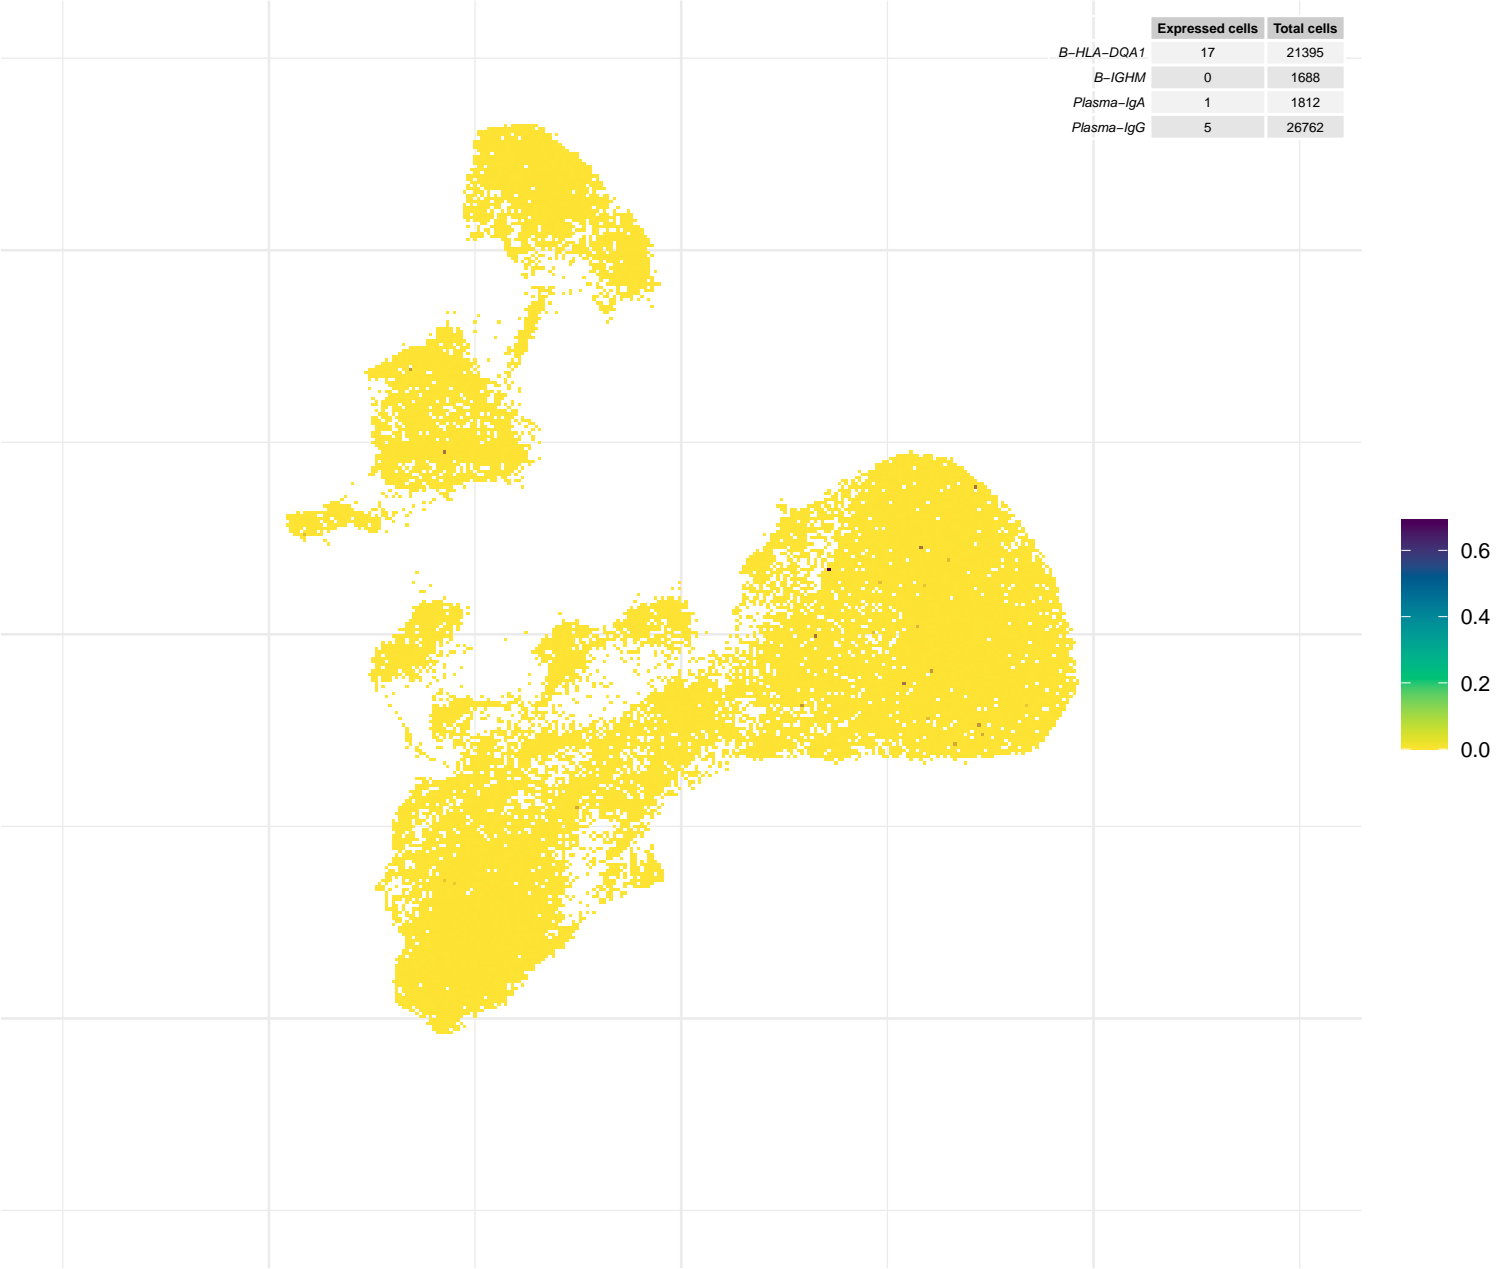 Expressed cells Total cells
B−HLA−DQA1 17 21395
B−IGHM 0 1688
Plasma−IgA 1 1812
Plasma−IgG 5 26762
0.6
0.4
0.2
0.0